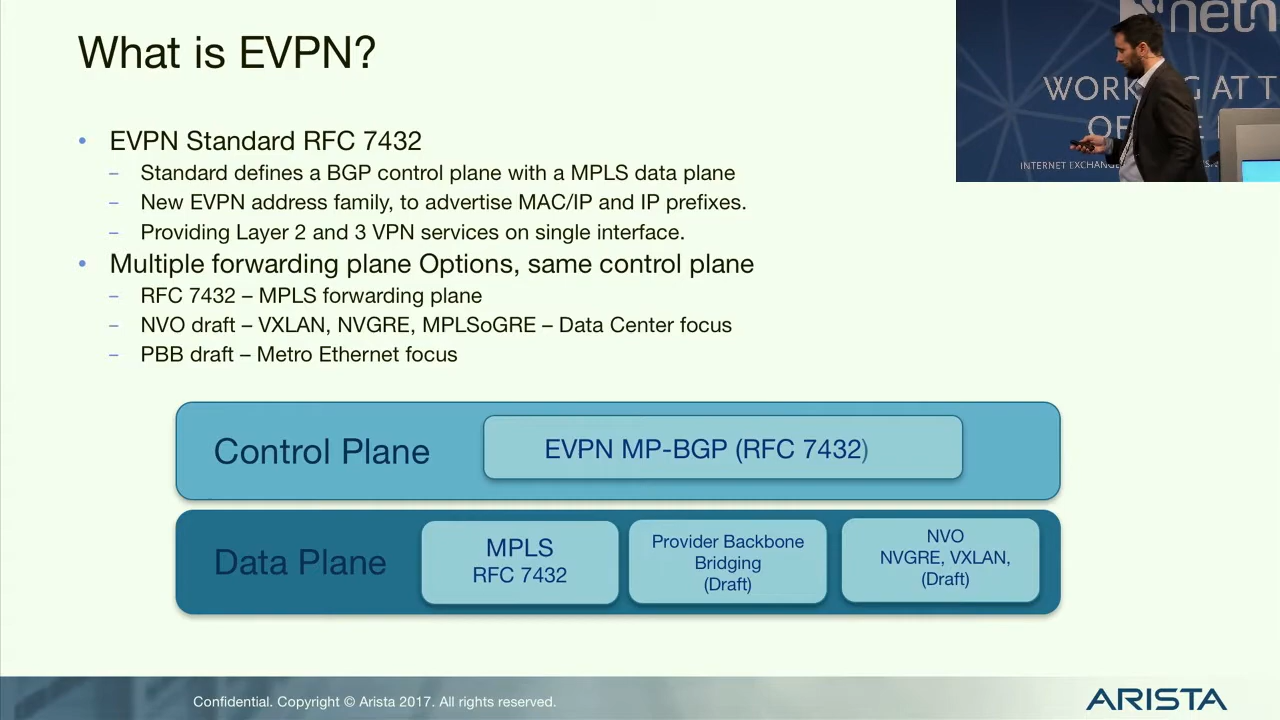 What is EVPN?
• EVPN Standard RFC 7432
– Standard defines a BGP control plane with a MPLS data plane
– New EVPN address family, to advertise MAC/IP and IP prefixes.
– Providing Layer 2 and 3 VPN services on single interface.
• Multiple forwarding plane Options, same control plane
– RFC 7432 – MPLS forwarding plane
– NVO draft – VXLAN, NVGRE, MPLSoGRE – Data Center focus
– PBB draft – Metro Ethernet focus
Control Plane
EVPN MP-BGP (RFC 7432)
Data Plane
MPLS
RFC 7432
Provider Backbone
Bridging
(Draft)
NVO
NVGRE, VXLAN,
(Draft)
Confidential. Copyright © Arista 2017. All rights reserved.
ARISTA
netn
AT T
INTERNET